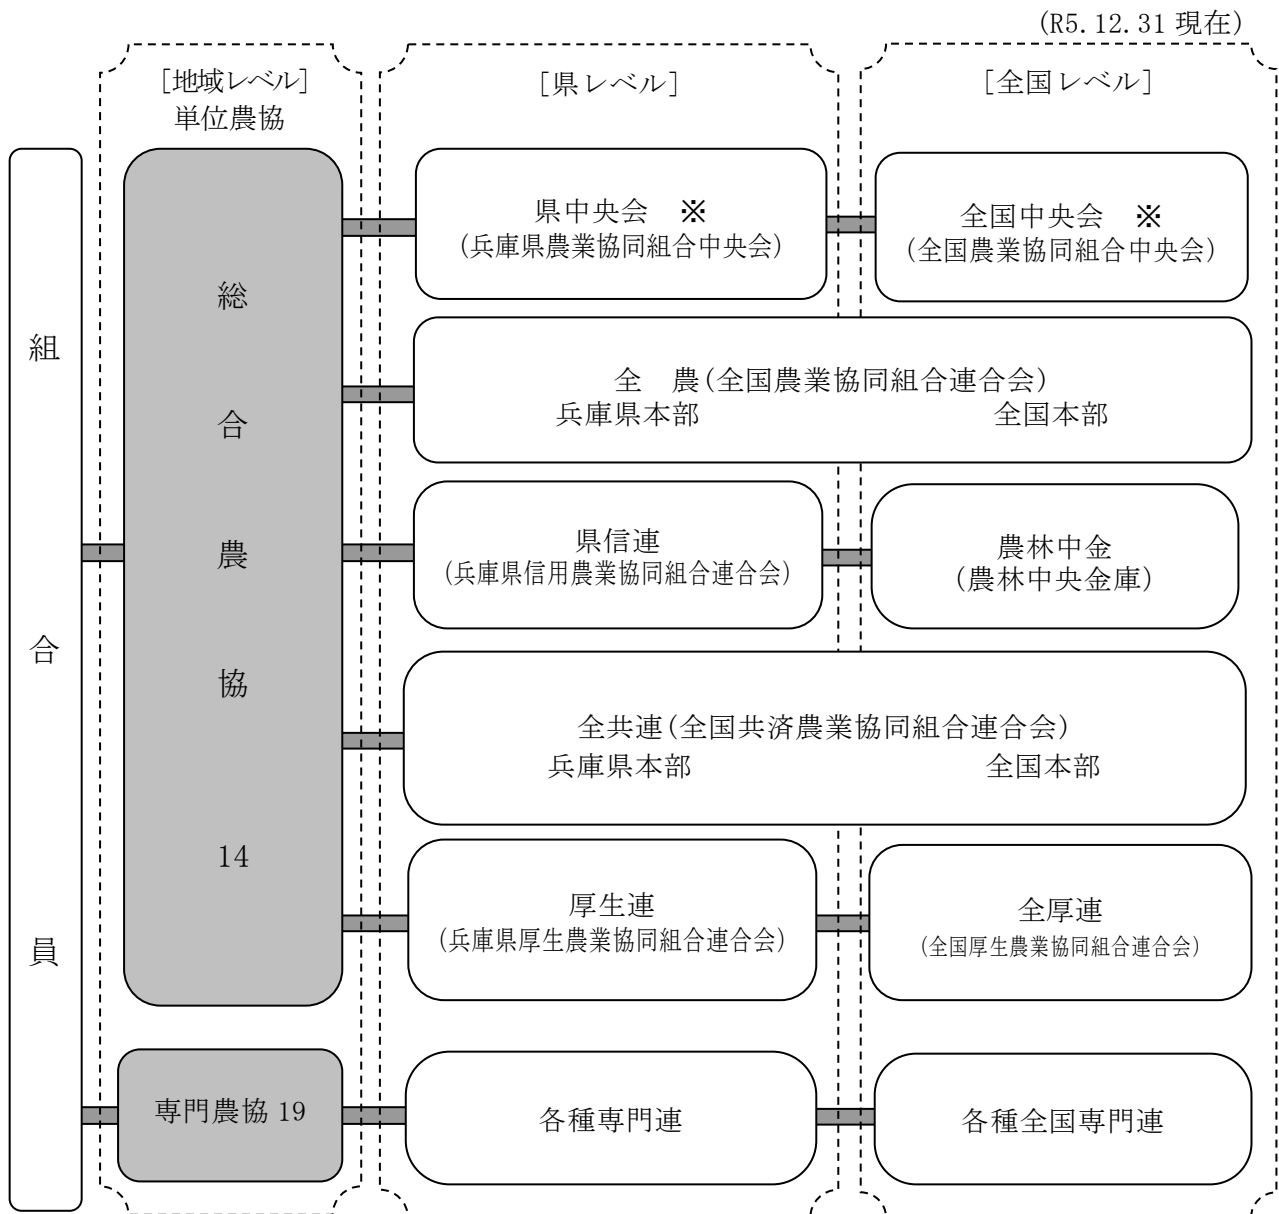 (R5.12.31 現在)
[地域レベル]
単位農協
[県レベル]
[全国レベル]
組合員
総合農協14
県中央会　※
(兵庫県農業協同組合中央会)
全国中央会　※
(全国農業協同組合中央会)
全　農(全国農業協同組合連合会)
兵庫県本部
全国本部
県信連
(兵庫県信用農業協同組合連合会)
農林中金
(農林中央金庫)
全共連(全国共済農業協同組合連合会)
兵庫県本部
全国本部
厚生連
(兵庫県厚生農業協同組合連合会)
全厚連
(全国厚生農業協同組合連合会)
専門農協 19
各種専門連
各種全国専門連